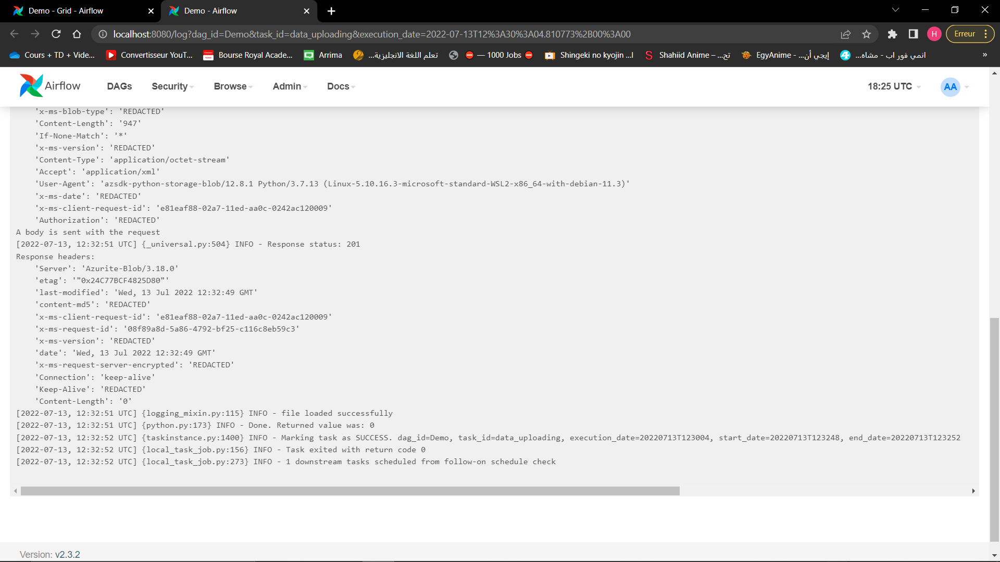 Demo - Grid - Airflow
Demo - Airflow
localhost:8080/log?dag_id=Demo&task_id=data_uploading&execution_date=2022-07-13T12%3A30%3A04.810773%2B00%3A00
H
Erreur
Cours + TD + Vide...
Convertisseur YouT...
Bourse Royal Acade...
Arrima
تعلم اللغة الانجليزية...
— 1000 Jobs
Shingeki no kyojin ...ا
Shahiid Anime – ...تح
EgyAnime - ...إيجي أن
انمي فور اب - مشاه...
»
Airflow
DAGs
Security
Browse
Admin
Docs
18:25 UTC
AA
'x-ms-blob-type': 'REDACTED'
'Content-Length': '947'
'If-None-Match': '*'
'x-ms-version': 'REDACTED'
'Content-Type': 'application/octet-stream'
'Accept': 'application/xml'
'User-Agent': 'azsdk-python-storage-blob/12.8.1 Python/3.7.13 (Linux-5.10.16.3-microsoft-standard-WSL2-x86_64-with-debian-11.3)'
'x-ms-date': 'REDACTED'
'x-ms-client-request-id': 'e81eaf88-02a7-11ed-aa0c-0242ac120009'
'Authorization': 'REDACTED'
A body is sent with the request
[2022-07-13, 12:32:51 UTC] {_universal.py:504} INFO - Response status: 201
Response headers:
'Server': 'Azurite-Blob/3.18.0'
'etag': '"0x24C77BCF4825D80"'
'last-modified': 'Wed, 13 Jul 2022 12:32:49 GMT'
'content-md5': 'REDACTED'
'x-ms-client-request-id': 'e81eaf88-02a7-11ed-aa0c-0242ac120009'
'x-ms-request-id': '08f89a8d-5a86-4792-bf25-c116c8eb59c3'
'x-ms-version': 'REDACTED'
'date': 'Wed, 13 Jul 2022 12:32:49 GMT'
'x-ms-request-server-encrypted': 'REDACTED'
'Connection': 'keep-alive'
'Keep-Alive': 'REDACTED'
'Content-Length': '0'
[2022-07-13, 12:32:51 UTC] {logging_mixin.py:115} INFO - file loaded successfully
[2022-07-13, 12:32:51 UTC] {python.py:173} INFO - Done. Returned value was: 0
[2022-07-13, 12:32:52 UTC] {taskinstance.py:1400} INFO - Marking task as SUCCESS. dag_id=Demo, task_id=data_uploading, execution_date=20220713T123004, start_date=20220713T123248, end_date=20220713T123252
[2022-07-13, 12:32:52 UTC] {local_task_job.py:156} INFO - Task exited with return code 0
[2022-07-13, 12:32:52 UTC] {local_task_job.py:273} INFO - 1 downstream tasks scheduled from follow-on schedule check
Version: v2.3.2